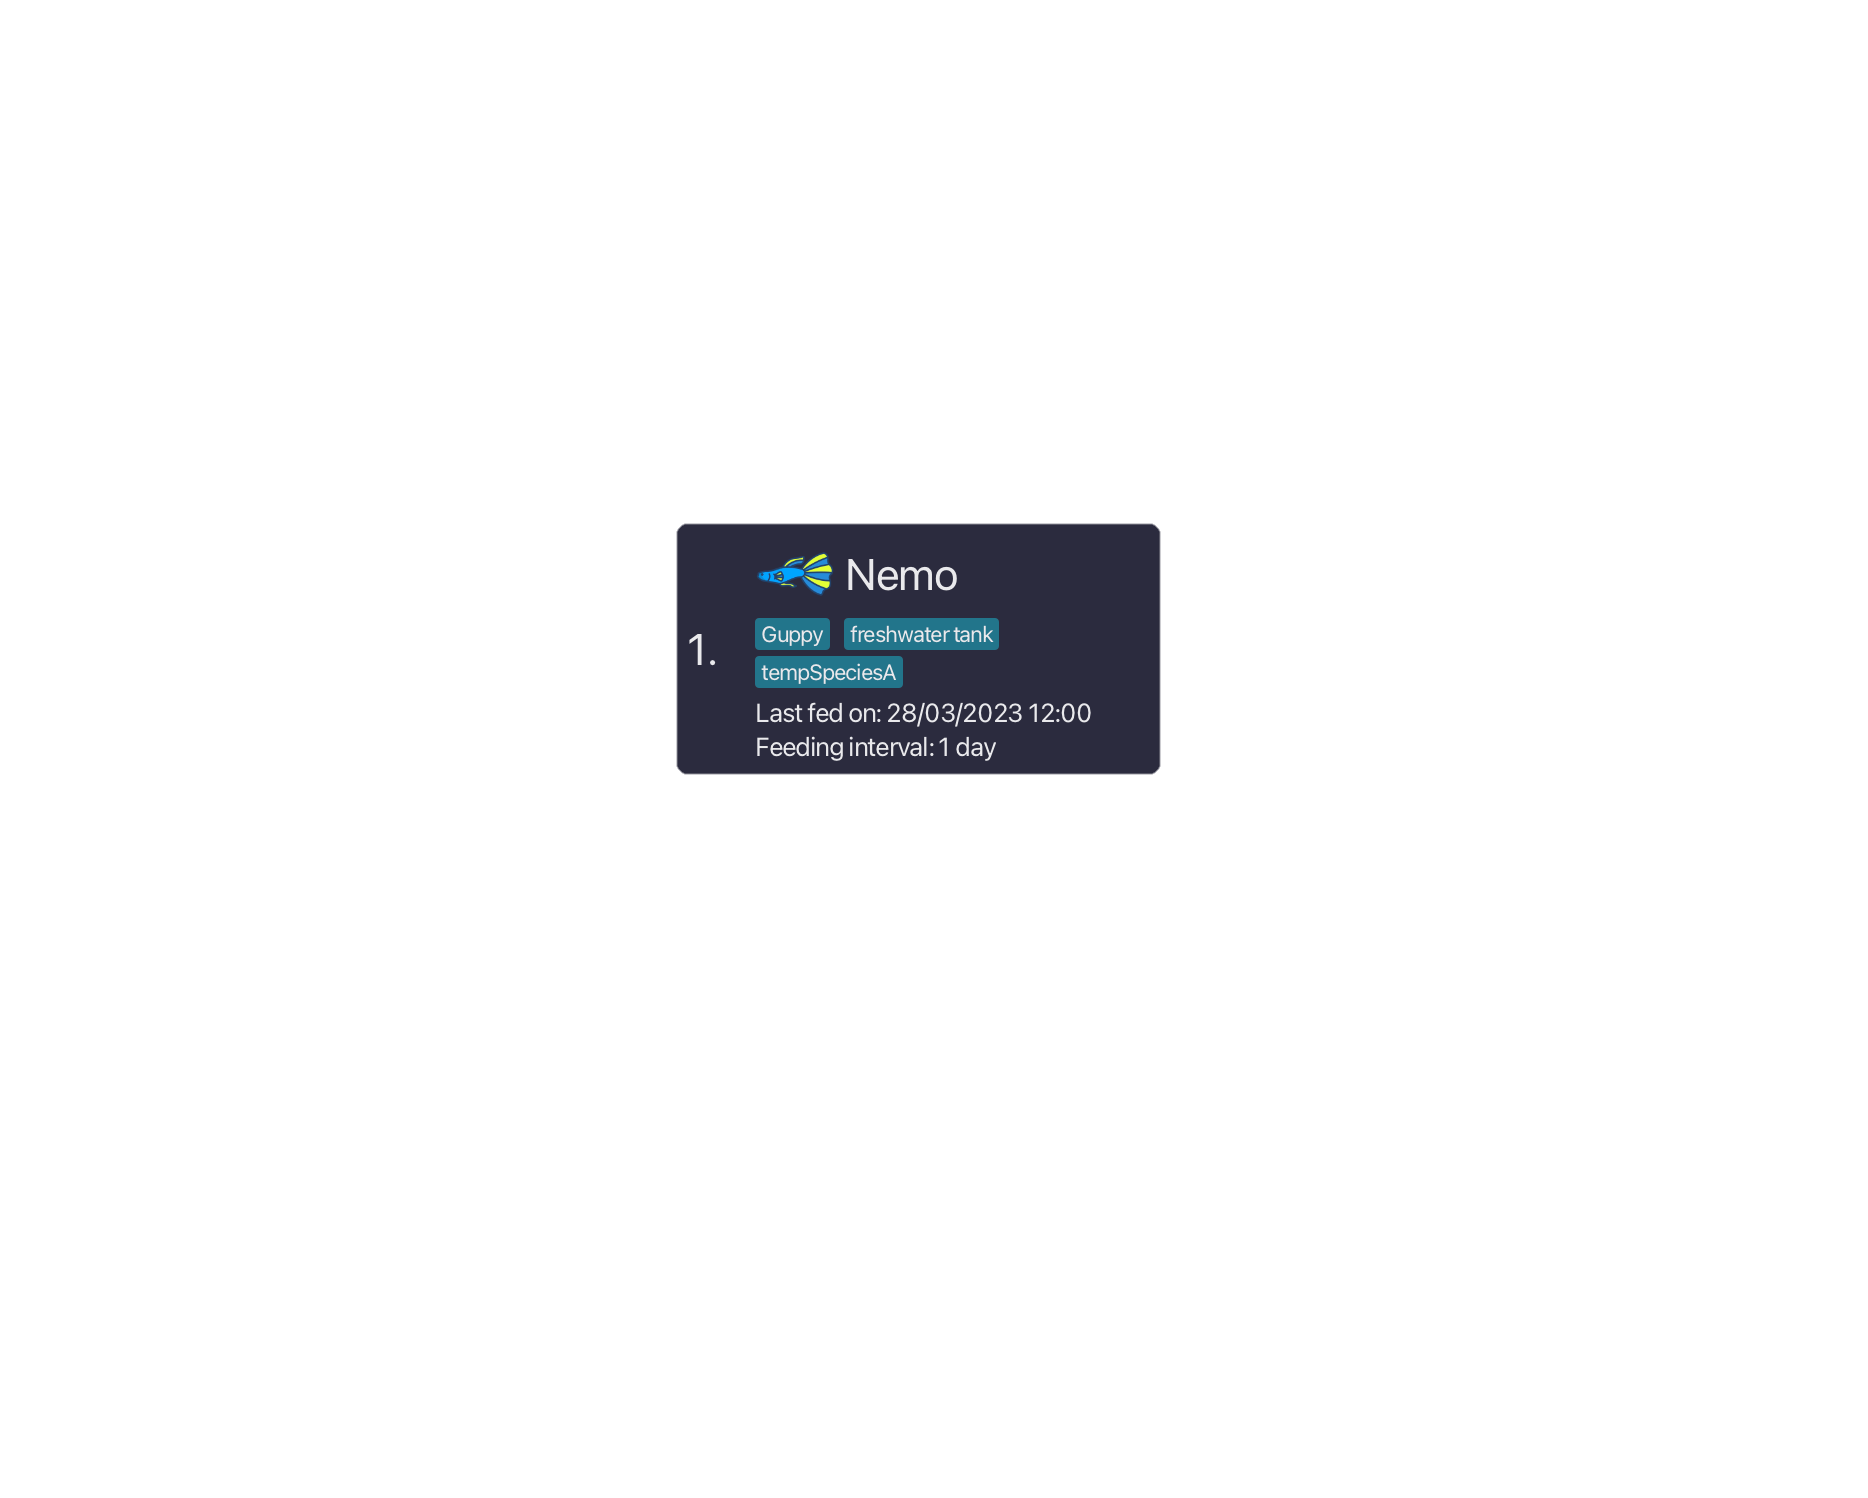 Nemo
1.
Guppy freshwater tank
tempSpeciesA
Last fed on: 28/03/2023 12:00
Feeding interval: 1 day